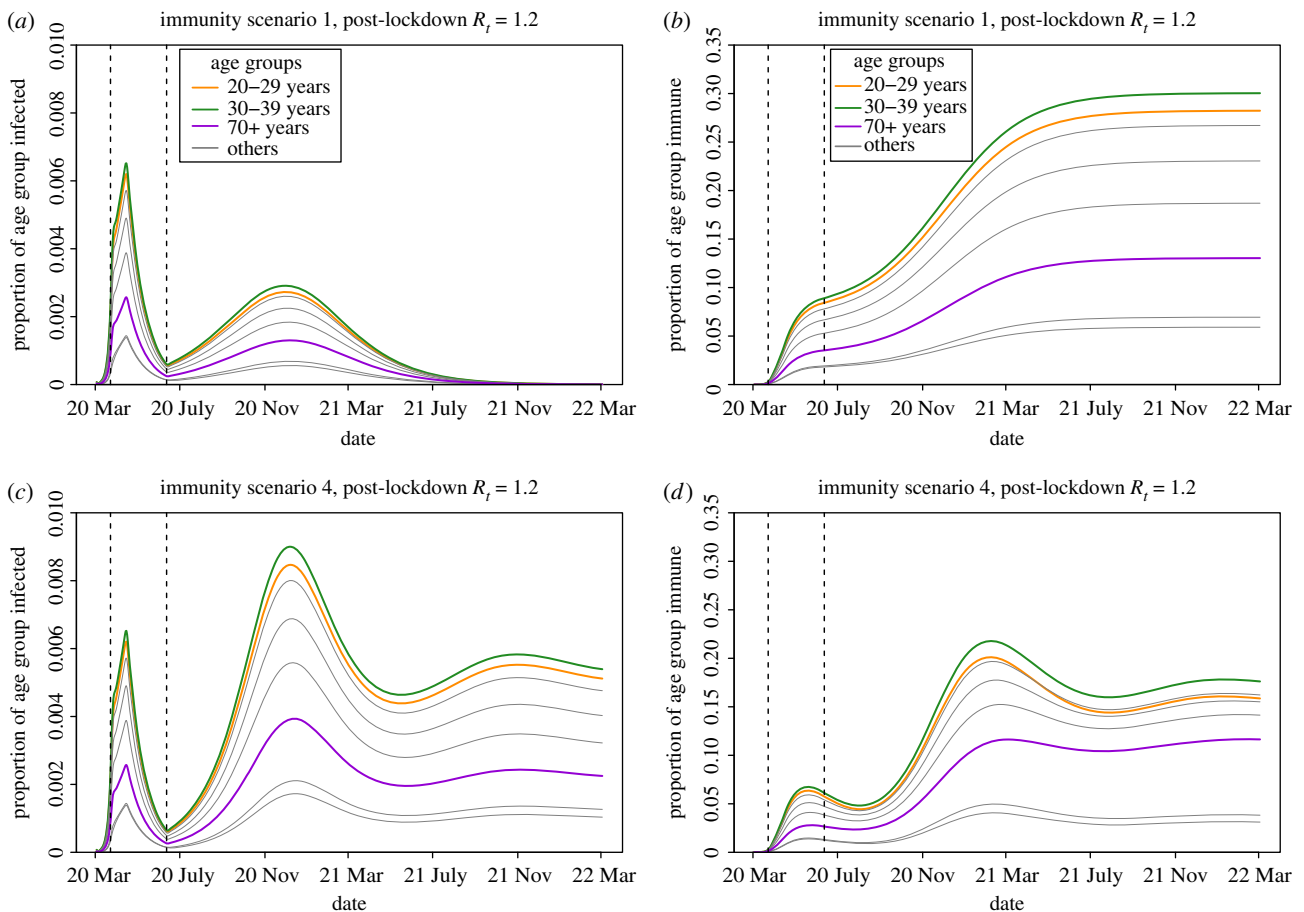 (a)
immunity scenario 1, post-lockdown Rt = 1.2
proportion of age group infected
0.010
0.008
0.006
0.004
0.002
0
age groups
20–29 years
30–39 years
70+ years
others
20 Mar
20 July
20 Nov
21 Mar
21 July
21 Nov
22 Mar
date
(b)
immunity scenario 1, post-lockdown Rt = 1.2
proportion of age group immune
0.35
0.30
0.25
0.20
0.15
0.10
0.05
0
age groups
20–29 years
30–39 years
70+ years
others
20 Mar
20 July
20 Nov
21 Mar
21 July
21 Nov
22 Mar
date
(c)
immunity scenario 4, post-lockdown Rt = 1.2
proportion of age group infected
0.010
0.008
0.006
0.004
0.002
0
20 Mar
20 July
20 Nov
21 Mar
21 July
21 Nov
22 Mar
date
(d)
immunity scenario 4, post-lockdown Rt = 1.2
proportion of age group immune
0.35
0.30
0.25
0.20
0.15
0.10
0.05
0
20 Mar
20 July
20 Nov
21 Mar
21 July
21 Nov
22 Mar
date